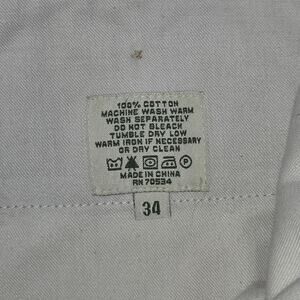 100% COTTON
MACHINE WASH WARM
WASH SEPARATELY
DO NOT BLEACH
TUMBLE DRY LOW
WARM IRON IF NECESSARY
OR DRY CLEAN
P
MADE IN CHINA
RN 70534
34